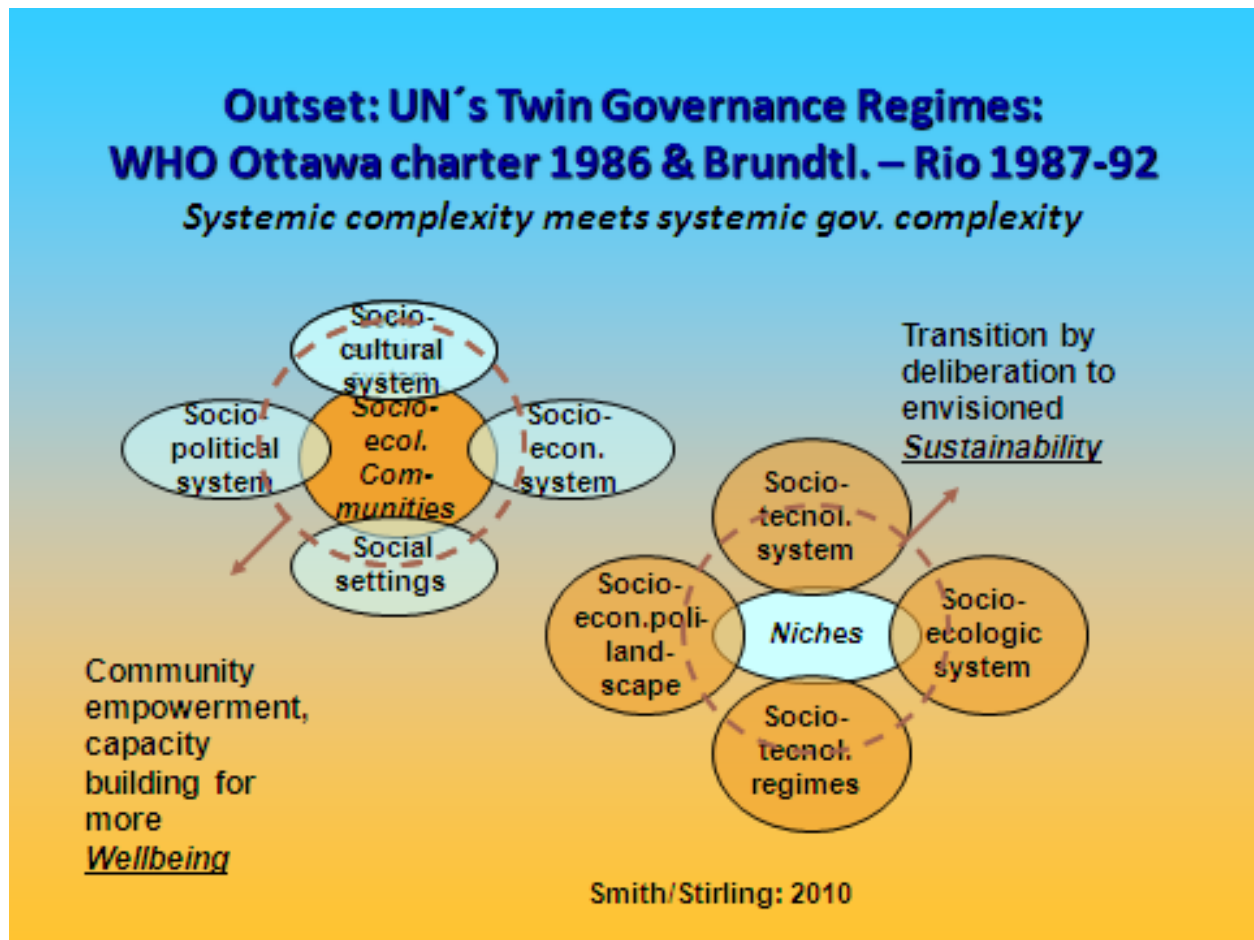 Outset: UN´s Twin Governance Regimes:
WHO Ottawa charter 1986 & Brundtl. – Rio 1987-92
Systemic complexity meets systemic gov. complexity
Socio-
cultural
system
Socio-
political
system
Socio-
ecol.
Com-
munities
Socio-
econ.
system
Social
settings
Transition by
deliberation to
envisioned
Sustainability
Socio-
tecnol.
system
Socio-
econ.poli-
land-
scape
Niches
Socio-
ecologic
system
Socio-
tecnol.
regimes
Community
empowerment,
capacity
building for
more
Wellbeing
Smith/Stirling: 2010